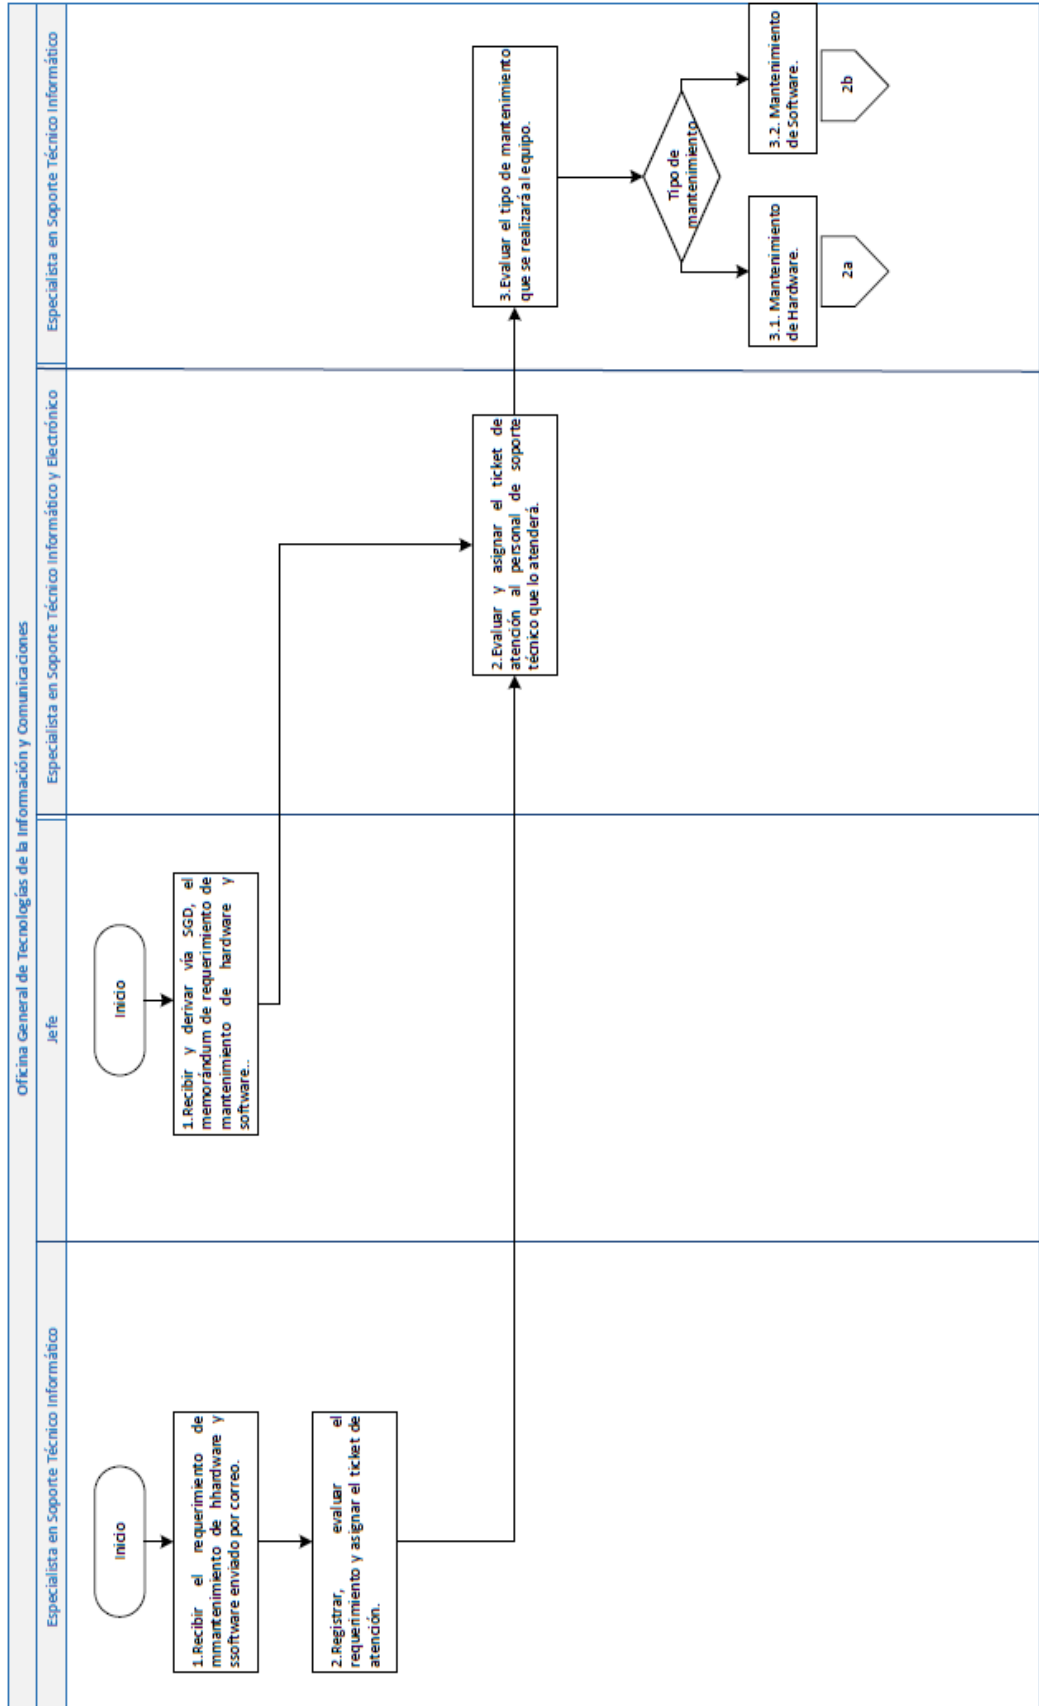 Oficina General de Tecnologías de la Información y Comunicaciones
Especialista en Soporte Técnico Informático
Jefe
Especialista en Soporte Técnico Informático y Electrónico
Especialista en Soporte Técnico Informático
Inicio
1.Recibir el requerimiento de
mmantenimiento de hhardware y
ssoftware enviado por correo.
2.Registrar, evaluar el
requerimiento y asignar el ticket de
atención.
Inicio
1.Recibir y derivar vía SGD, el
memorándum de requerimiento de
mantenimiento de hardware y
software..
2.Evaluar y asignar el ticket de
atención al personal de soporte
técnico que lo atenderá.
3.Evaluar el tipo de mantenimiento
que se realizará al equipo.
Tipo de
mantenimiento
3.1. Mantenimiento
de Hardware.
2a
3.2. Mantenimiento
de Software.
2b